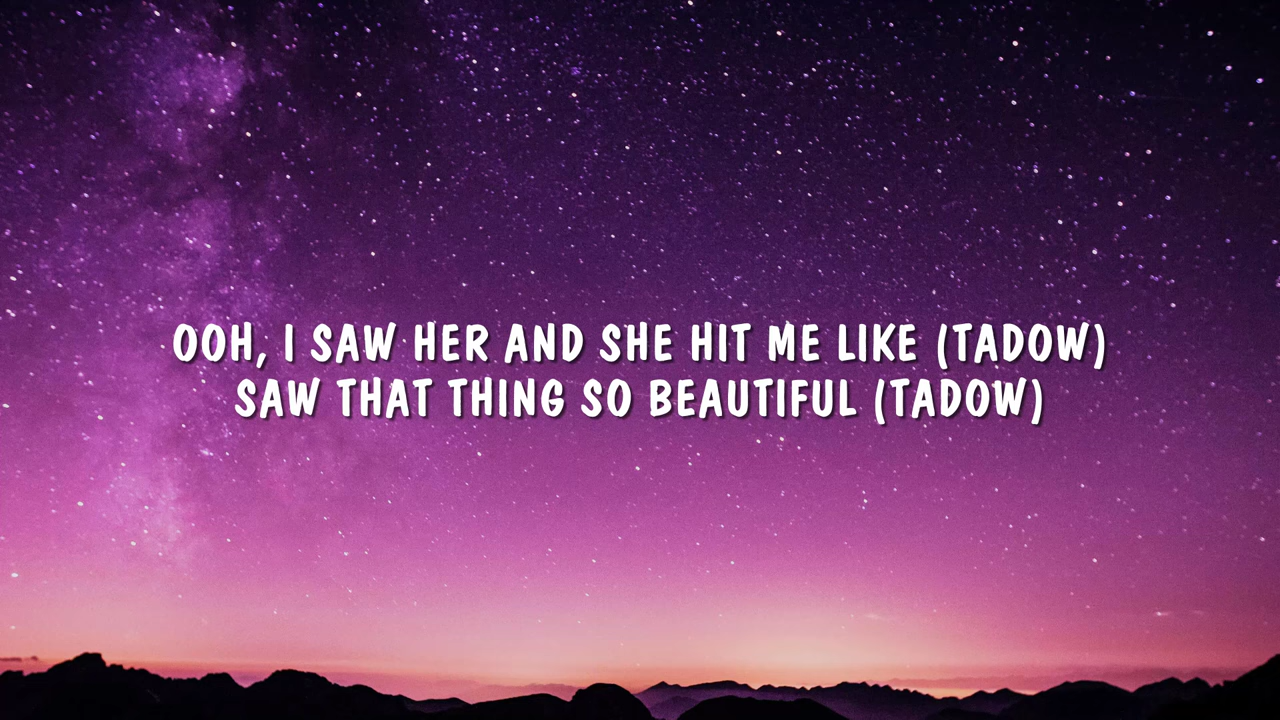 OOH, I SAW HER AND SHE HIT ME LIKE (TADOW)
SAW THAT THING SO BEAUTIFUL (TADOW)